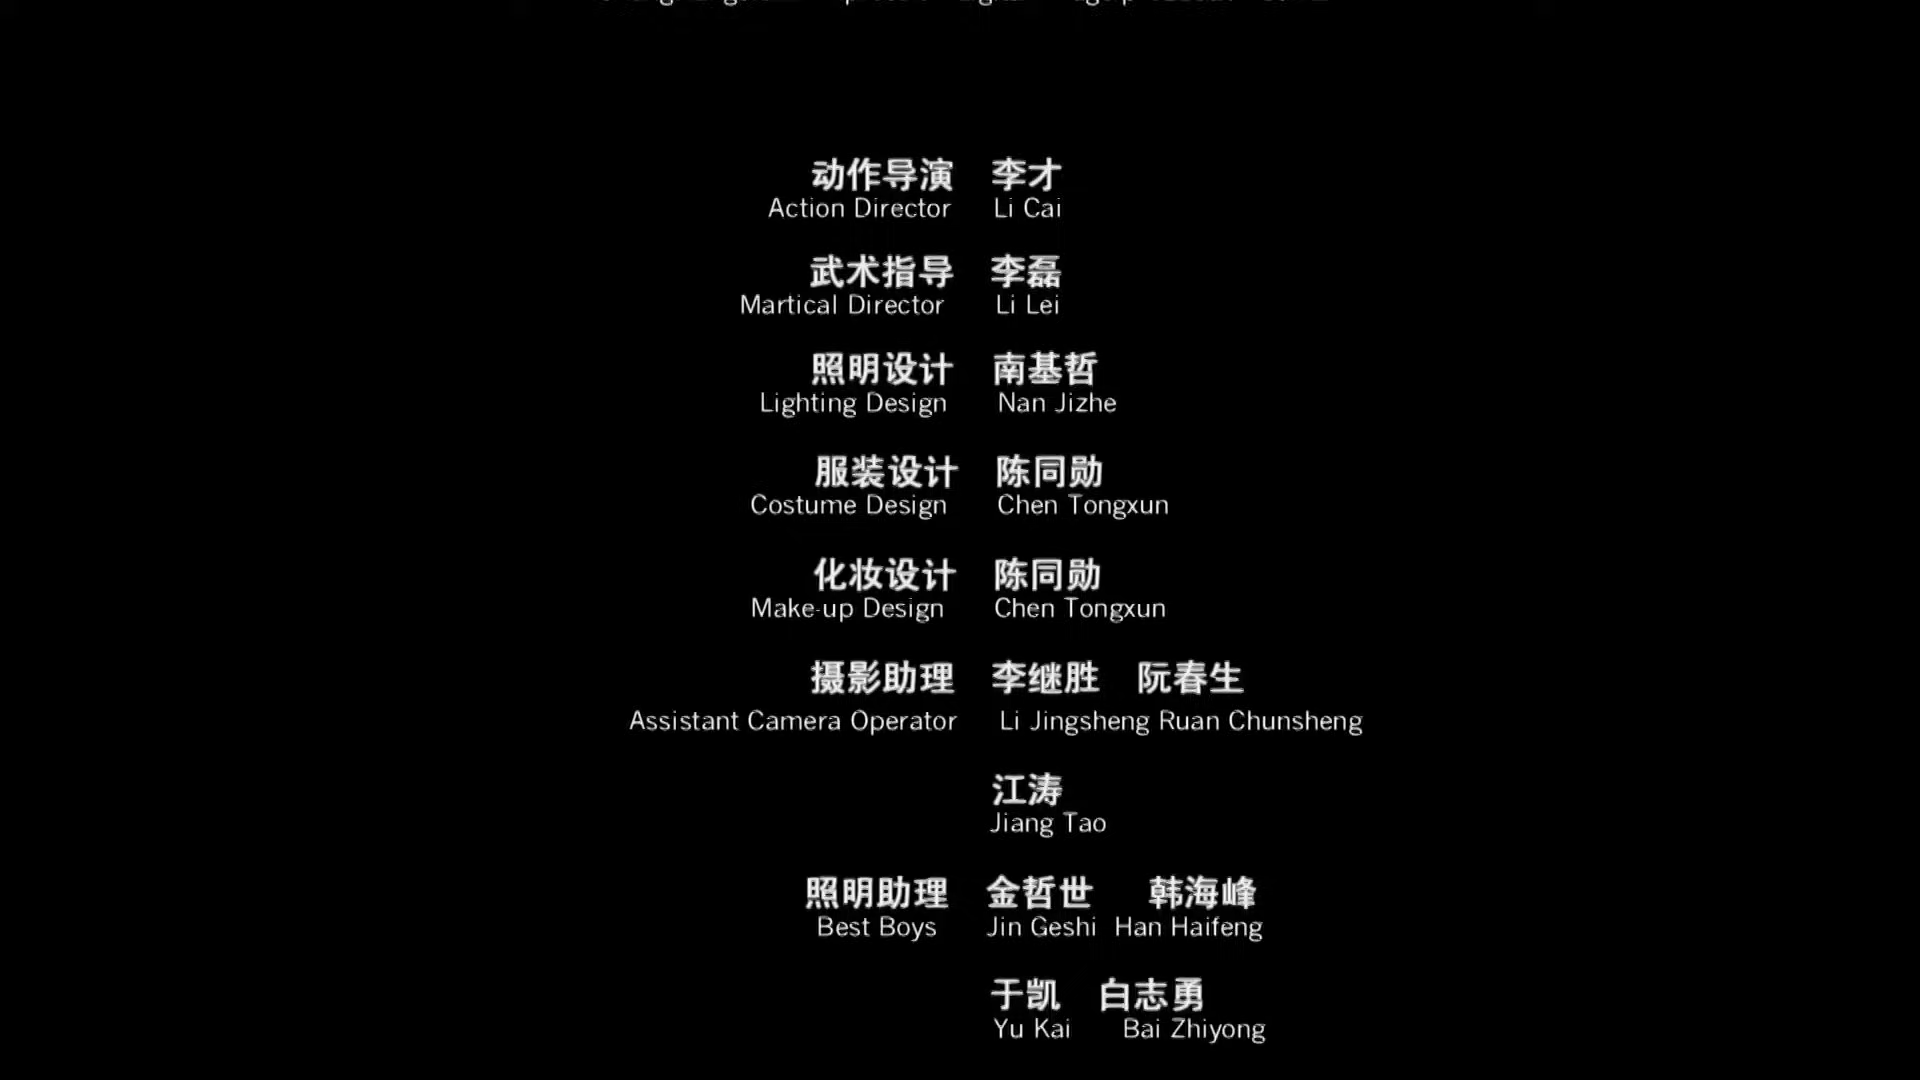 动作导演 李才
Action Director Li Cai
武术指导 李磊
Martical Director Li Lei
照明设计 南基哲
Lighting Design Nan Jizhe
服装设计 陈同勋
Costume Design Chen Tongxun
化妆设计 陈同勋
Make-up Design Chen Tongxun
摄影助理 李继胜 阮春生
Assistant Camera Operator Li Jingsheng Ruan Chunsheng
江涛
Jiang Tao
照明助理 金哲世 韩海峰
Best Boys Jin Geshi Han Haifeng
于凯 白志勇
Yu Kai Bai Zhiyong